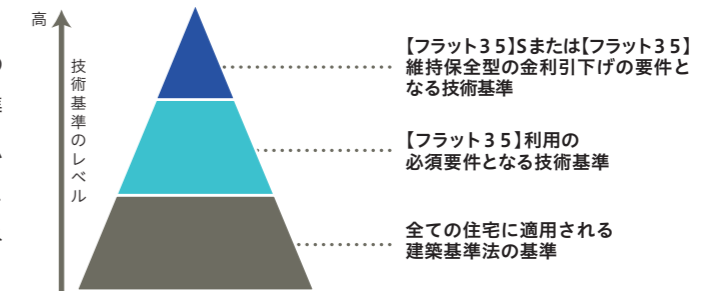 高
技術基準のレベル
【フラット35】Sまたは【フラット35】
維持保全型の金利引下げの要件と
なる技術基準
【フラット35】利用の
必須要件となる技術基準
全ての住宅に適用される
建築基準法の基準